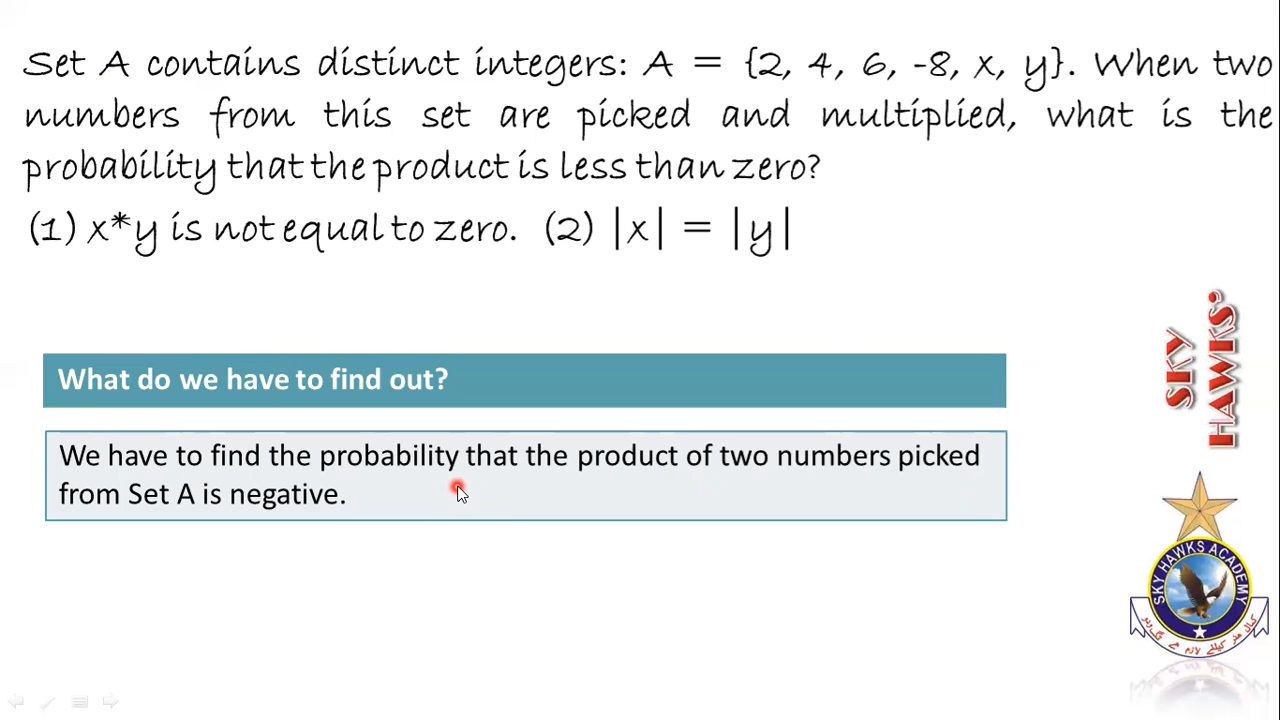 Set A contains distinct integers: A = {2, 4, 6, -8, x, y}. When two
numbers from this set are picked and multiplied, what is the
probability that the product is less than zero?
(1) x*y is not equal to zero. (2) |x| = |y|
SKY
HAWKS'
What do we have to find out?
We have to find the probability that the product of two numbers picked
from Set A is negative.
SKY HAWKS ACADEMY